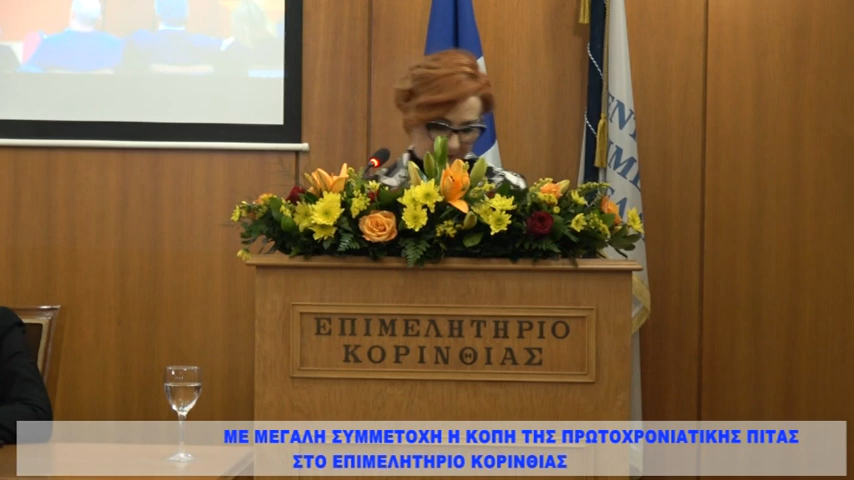 ΕΠΙΜΕΛΗΤΗΡΙΟ
ΚΟΡΙΝΘΙΑΣ
ΜΕ ΜΕΓΑΛΗ ΣΥΜΜΕΤΟΧΗ Η ΚΟΠΗ ΤΗΣ ΠΡΩΤΟΧΡΟΝΙΑΤΙΚΗΣ ΠΙΤΑΣ
ΣΤΟ ΕΠΙΜΕΛΗΤΗΡΙΟ ΚΟΡΙΝΘΙΑΣ